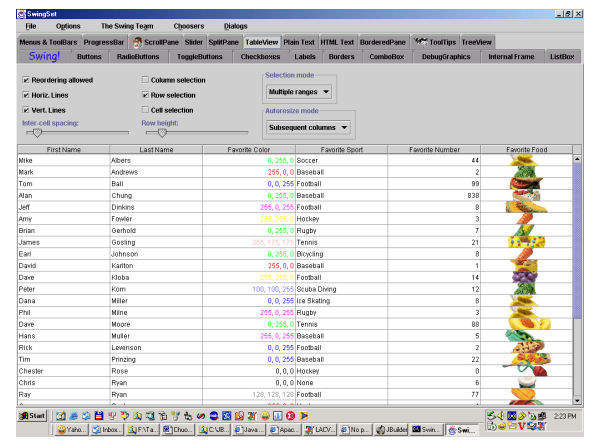 SwingSet
File Options The Swing Team Choosers Dialogs
Menus & ToolBars ProgressBar ScrollPane Slider SplitPane TableView Plain Text HTML Text BorderedPane ToolTips TreeView
Swing! Buttons RadioButtons ToggleButtons Checkboxes Labels Borders ComboBox DebugGraphics Internal Frame ListBox
Reordering allowed Column selection Selection mode
Horiz. Lines Row selection Multiple ranges
Vert. Lines Cell selection Autoresize mode
Inter-cell spacing: Row height: Subsequent columns
First Name Last Name Favorite Color Favorite Sport Favorite Number Favorite Food
Mike Albers 0, 255, 0 Soccer 44
Mark Andrews 255, 0, 0 Baseball 2
Tom Ball 0, 0, 255 Football 99
Alan Chung 0, 255, 0 Baseball 838
Jeff Dinkins 255, 0, 255 Football 8
Amy Fowler Hockey 3
Brian Gerhold 0, 255, 0 Rugby 7
James Gosling 255, 175, 175 Tennis 21
Earl Johnson 0, 255, 0 Bicycling 8
David Karlton 255, 0, 0 Baseball 1
Dave Kloba Football 14
Peter Korn 100, 100, 255 Scuba Diving 12
Dana Miller 0, 0, 255 Ice Skating 8
Phil Milne 255, 0, 255 Rugby 3
Dave Moore 0, 255, 0 Tennis 88
Hans Muller 255, 0, 255 Baseball 5
Rick Levenson 0, 0, 255 Football 2
Tim Prinzing 0, 0, 255 Baseball 22
Chester Rose 0, 0, 0 Hockey 0
Chris Ryan 0, 0, 0 None 6
Ray Ryan 128, 128, 128 Football 77
Start 2:23 PM
Yaho... Inbox... F:\Ta... Chuo... C:\JB... Java ... Apac... LACV... No p... JBuilder Swin... Swi...